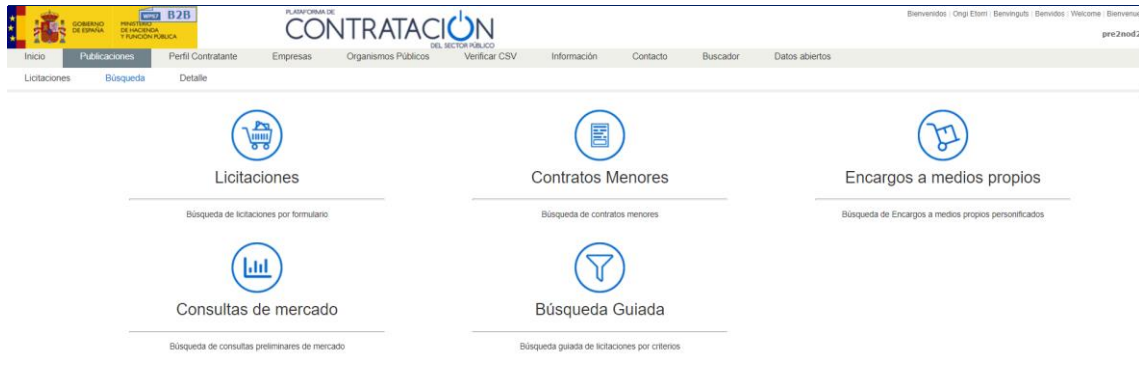 GOBIERNO DE ESPAÑA
MINISTERIO DE HACIENDA Y FUNCIÓN PÚBLICA
WPS7 B2B
PLATAFORMA DE
CONTRATACIÓN
DEL SECTOR PÚBLICO
Bienvenidos | Ongi Etorri | Benvinguts | Benvidos | Welcome | Bienvenue
pre2nod2
Inicio Publicaciones Perfil Contratante Empresas Organismos Públicos Verificar CSV Información Contacto Buscador Datos abiertos
Licitaciones Búsqueda Detalle
Licitaciones Contratos Menores Encargos a medios propios
Búsqueda de licitaciones por formulario Búsqueda de contratos menores Búsqueda de Encargos a medios propios personificados
Consultas de mercado Búsqueda Guiada
Búsqueda de consultas preliminares de mercado Búsqueda guiada de licitaciones por criterios